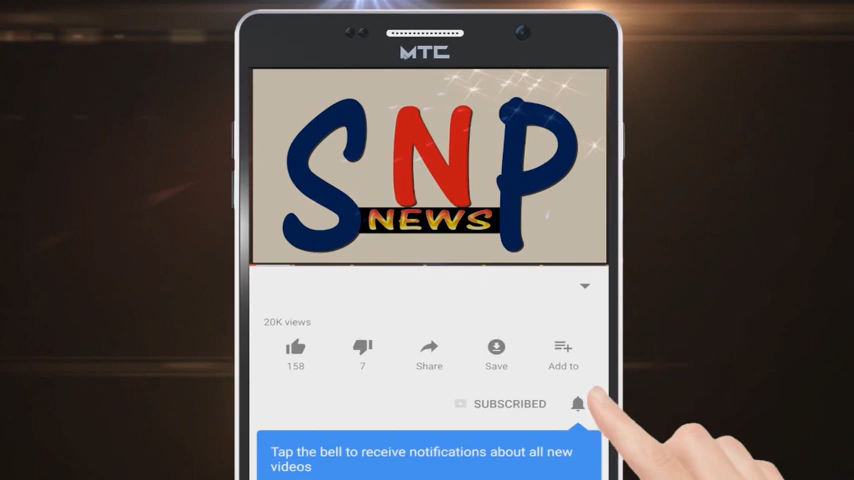 MTC
SNP
NEWS
20K views
158
7
Share
Save
Add to
SUBSCRIBED
Tap the bell to receive notifications about all new
videos